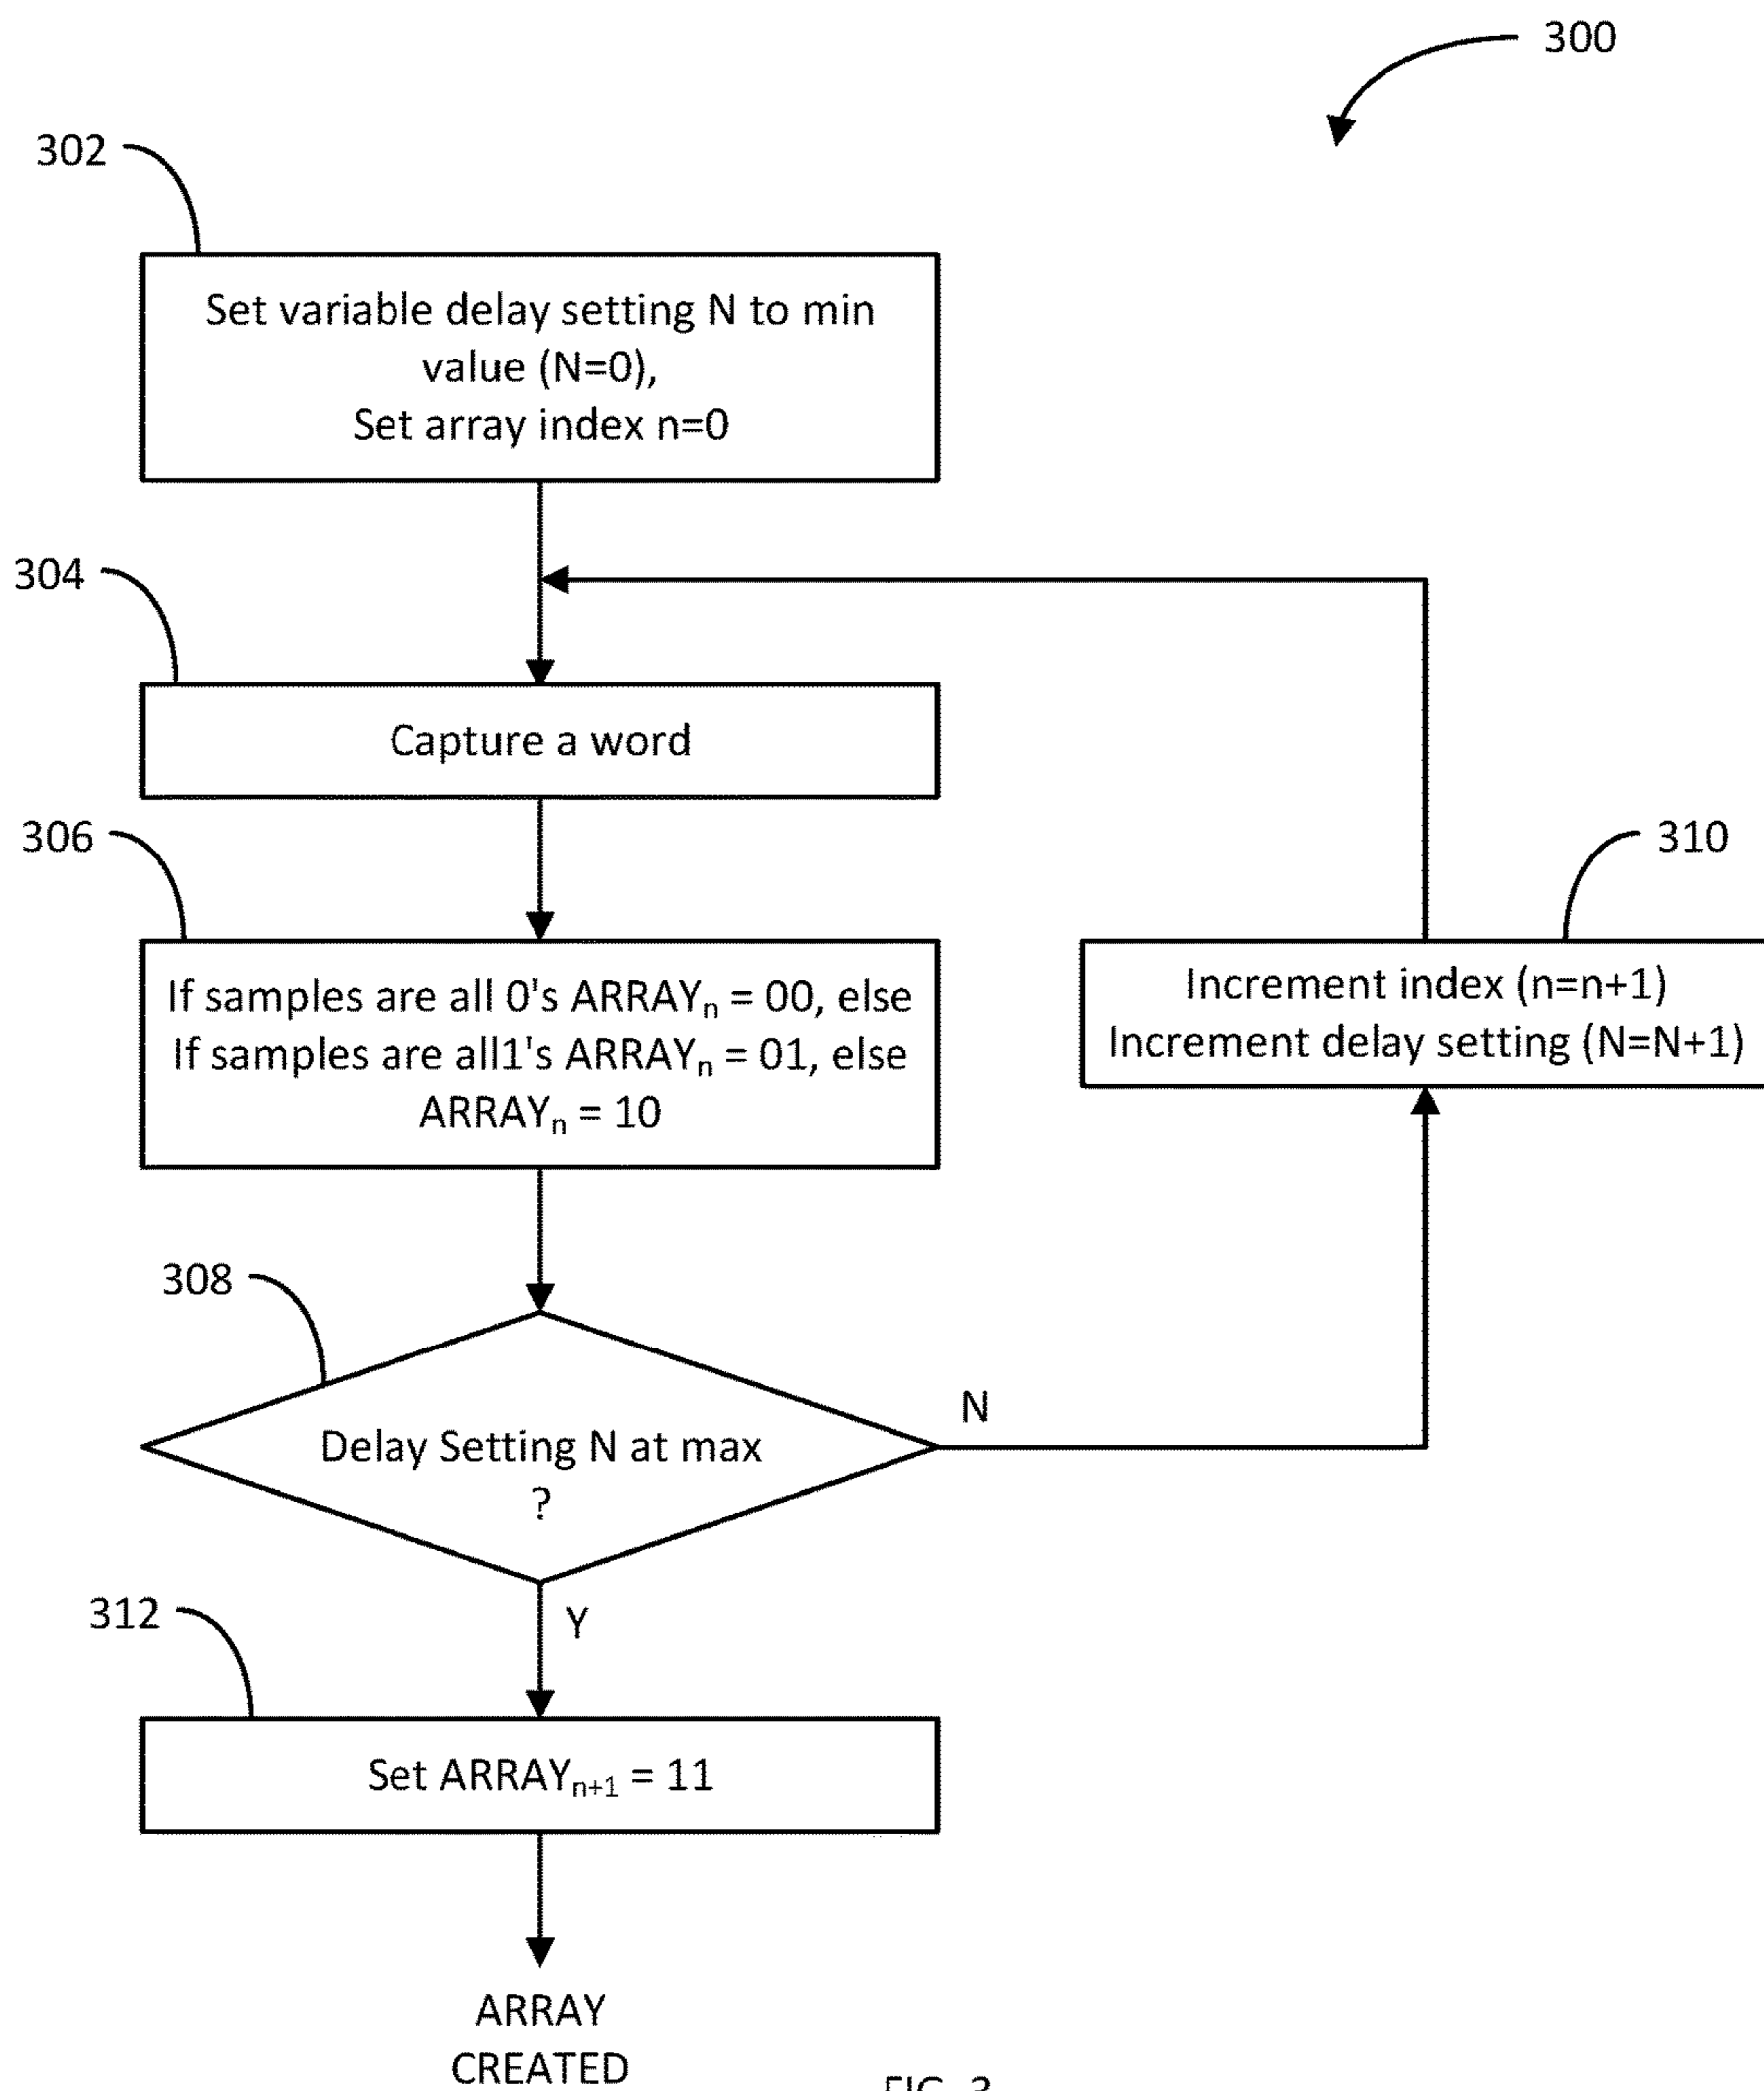 300
302
Set variable delay setting N to min
value (N=0),
Set array index n=0
304
Capture a word
306
If samples are all 0's ARRAYn = 00, else
If samples are all1's ARRAYn = 01, else
ARRAYn = 10
310
Increment index (n=n+1)
Increment delay setting (N=N+1)
308
Delay Setting N at max
?
N
Y
312
Set ARRAYn+1 = 11
ARRAY
CREATED
FIG. 3